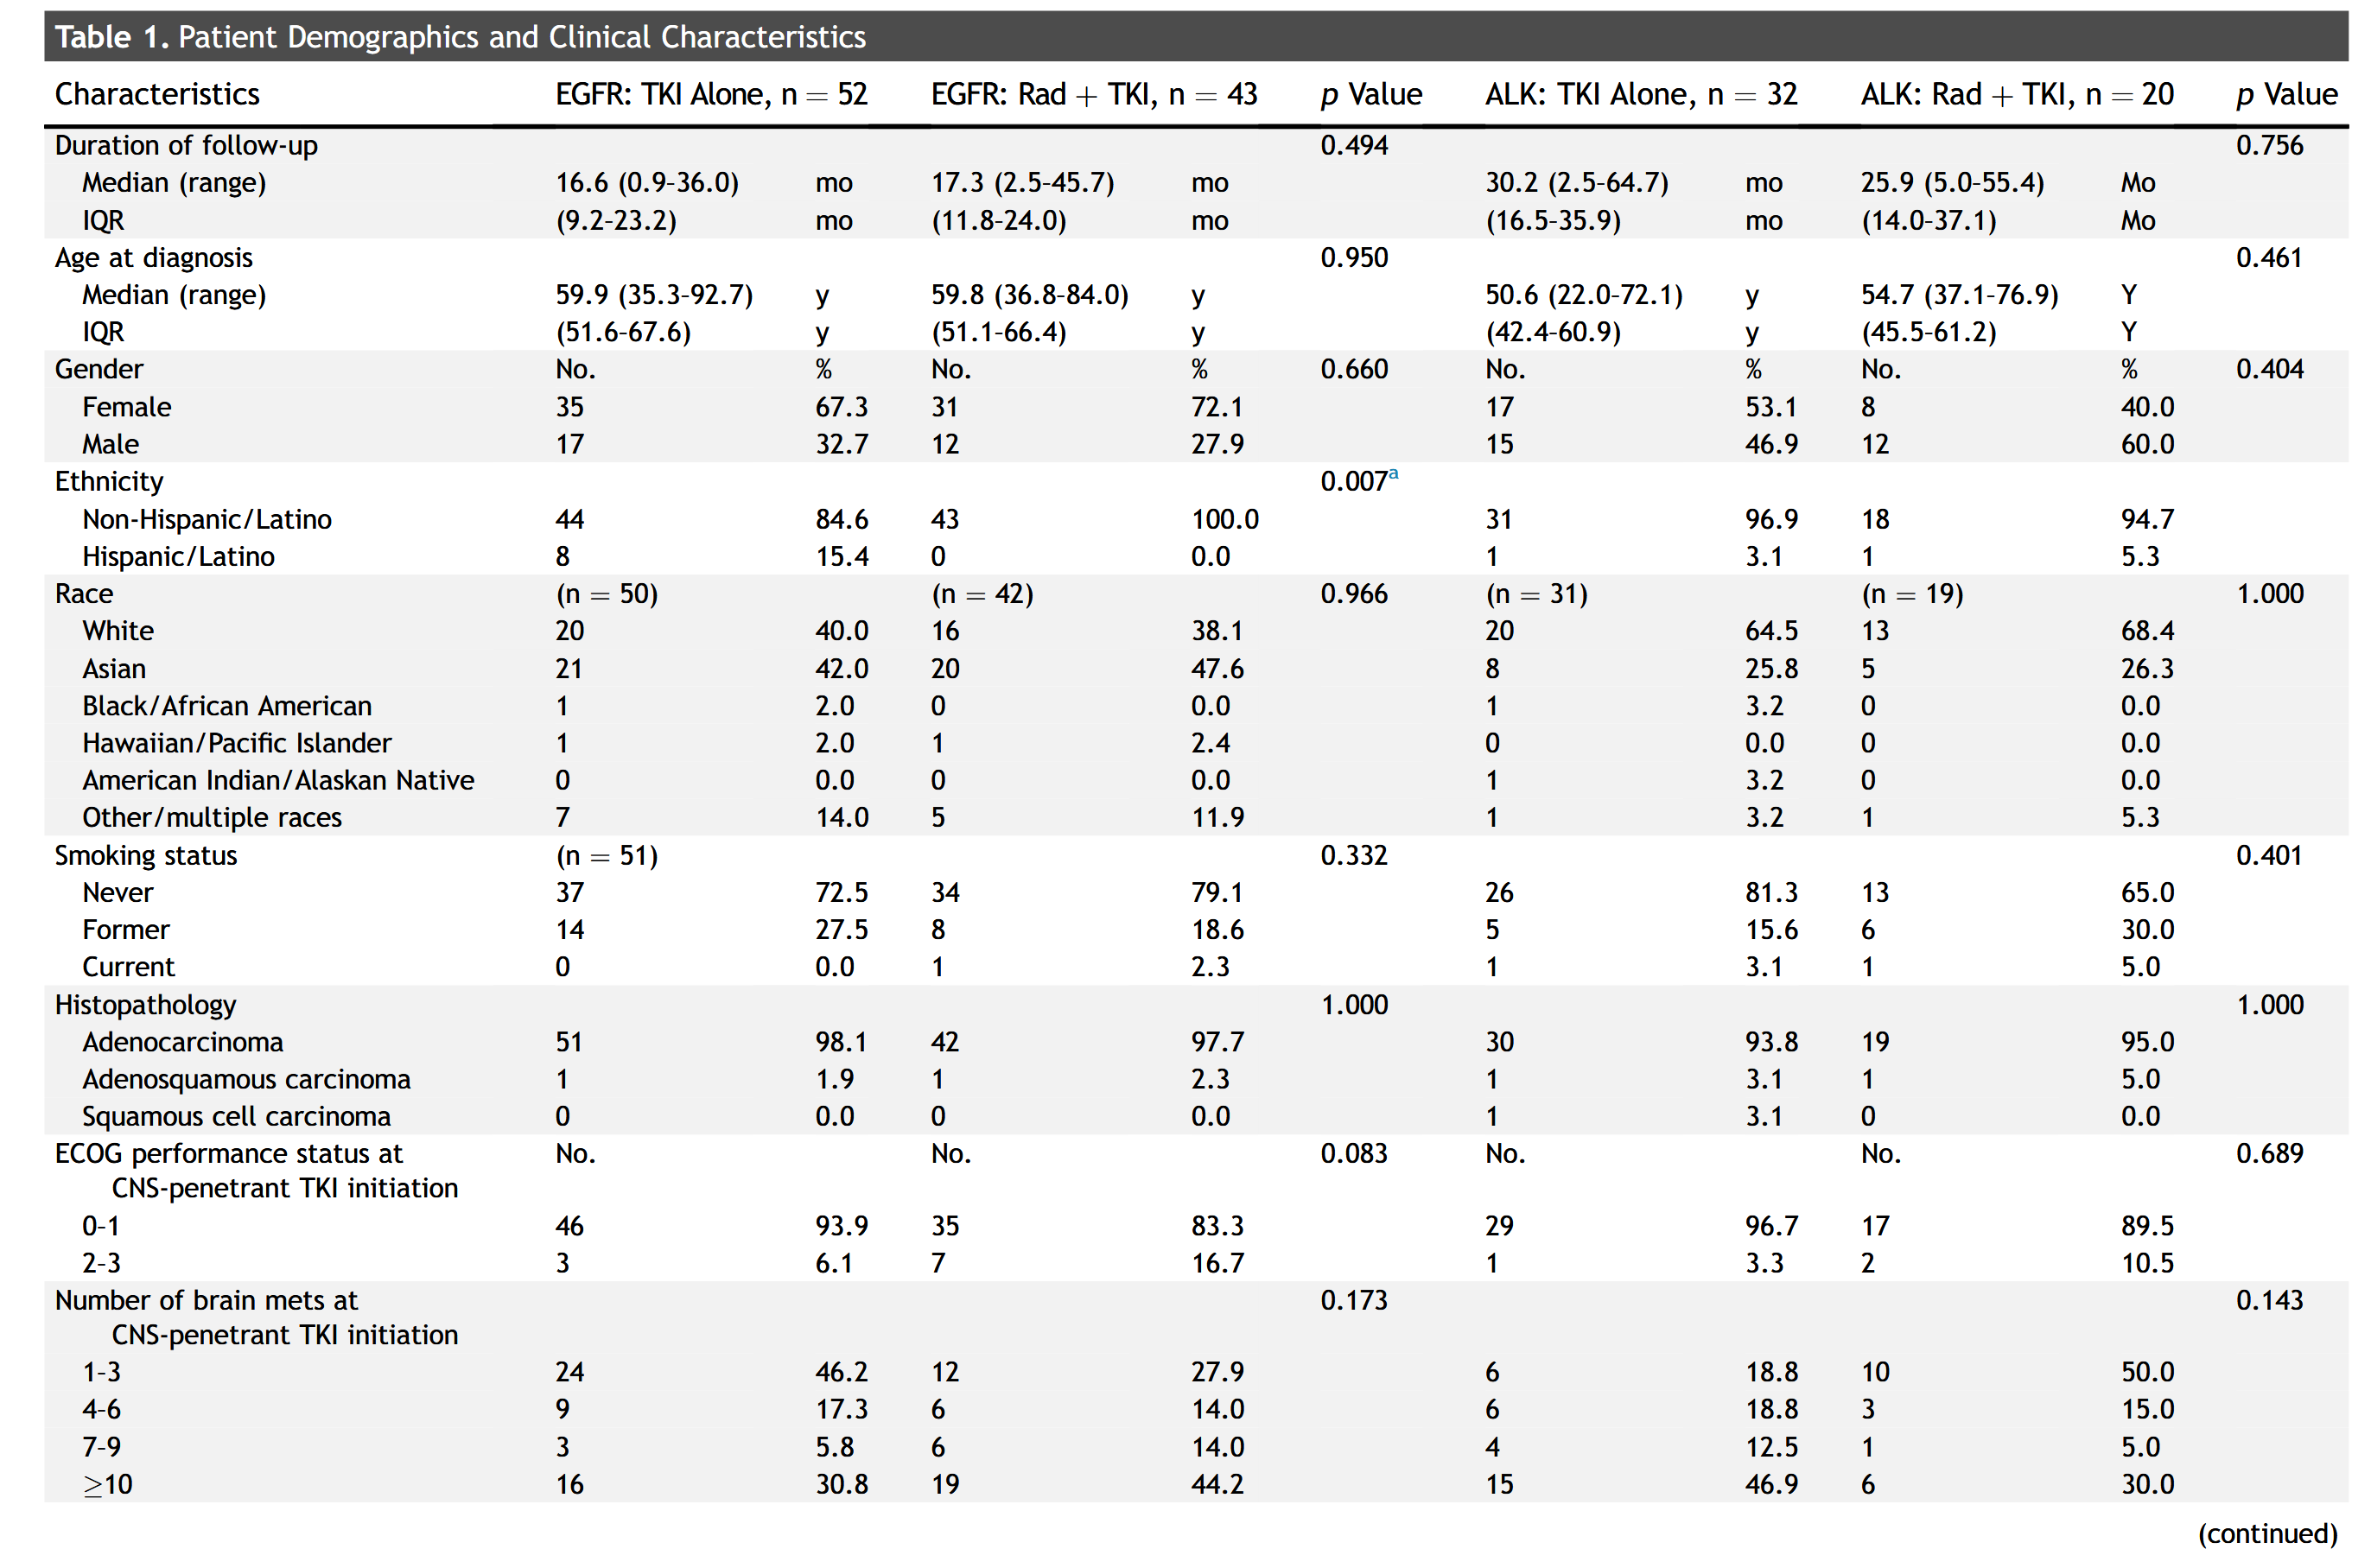 Table 1. Patient Demographics and Clinical Characteristics
Characteristics EGFR: TKI Alone, n = 52 EGFR: Rad + TKI, n = 43 p Value ALK: TKI Alone, n = 32 ALK: Rad + TKI, n = 20 p Value
Duration of follow-up 0.494 0.756
Median (range) 16.6 (0.9-36.0) mo 17.3 (2.5-45.7) mo 30.2 (2.5-64.7) mo 25.9 (5.0-55.4) Mo
IQR (9.2-23.2) mo (11.8-24.0) mo (16.5-35.9) mo (14.0-37.1) Mo
Age at diagnosis 0.950 0.461
Median (range) 59.9 (35.3-92.7) y 59.8 (36.8-84.0) y 50.6 (22.0-72.1) y 54.7 (37.1-76.9) Y
IQR (51.6-67.6) y (51.1-66.4) y (42.4-60.9) y (45.5-61.2) Y
Gender No. % No. % 0.660 No. % No. % 0.404
Female 35 67.3 31 72.1 17 53.1 8 40.0
Male 17 32.7 12 27.9 15 46.9 12 60.0
Ethnicity 0.007a
Non-Hispanic/Latino 44 84.6 43 100.0 31 96.9 18 94.7
Hispanic/Latino 8 15.4 0 0.0 1 3.1 1 5.3
Race (n = 50) (n = 42) 0.966 (n = 31) (n = 19) 1.000
White 20 40.0 16 38.1 20 64.5 13 68.4
Asian 21 42.0 20 47.6 8 25.8 5 26.3
Black/African American 1 2.0 0 0.0 1 3.2 0 0.0
Hawaiian/Pacific Islander 1 2.0 1 2.4 0 0.0 0 0.0
American Indian/Alaskan Native 0 0.0 0 0.0 1 3.2 0 0.0
Other/multiple races 7 14.0 5 11.9 1 3.2 1 5.3
Smoking status (n = 51) 0.332 0.401
Never 37 72.5 34 79.1 26 81.3 13 65.0
Former 14 27.5 8 18.6 5 15.6 6 30.0
Current 0 0.0 1 2.3 1 3.1 1 5.0
Histopathology 1.000 1.000
Adenocarcinoma 51 98.1 42 97.7 30 93.8 19 95.0
Adenosquamous carcinoma 1 1.9 1 2.3 1 3.1 1 5.0
Squamous cell carcinoma 0 0.0 0 0.0 1 3.1 0 0.0
ECOG performance status at No. No. 0.083 No. No. 0.689
CNS-penetrant TKI initiation
0-1 46 93.9 35 83.3 29 96.7 17 89.5
2-3 3 6.1 7 16.7 1 3.3 2 10.5
Number of brain mets at 0.173 0.143
CNS-penetrant TKI initiation
1-3 24 46.2 12 27.9 6 18.8 10 50.0
4-6 9 17.3 6 14.0 6 18.8 3 15.0
7-9 3 5.8 6 14.0 4 12.5 1 5.0
≥10 16 30.8 19 44.2 15 46.9 6 30.0
(continued)